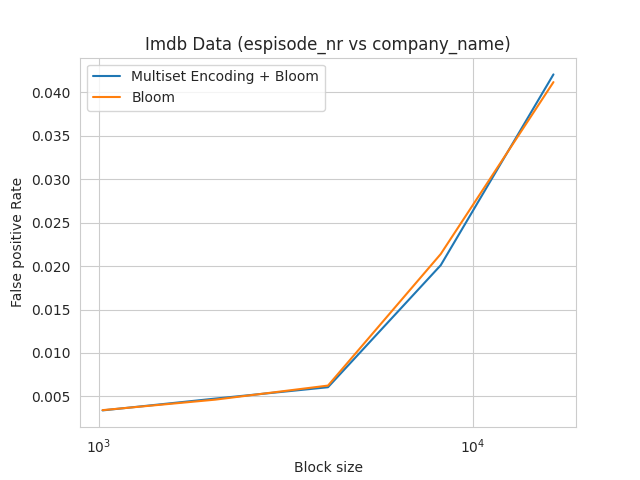 Imdb Data (espisode_nr vs company_name)
Multiset Encoding + Bloom
Bloom
False positive Rate
0.040
0.035
0.030
0.025
0.020
0.015
0.010
0.005
10³
10⁴
Block size